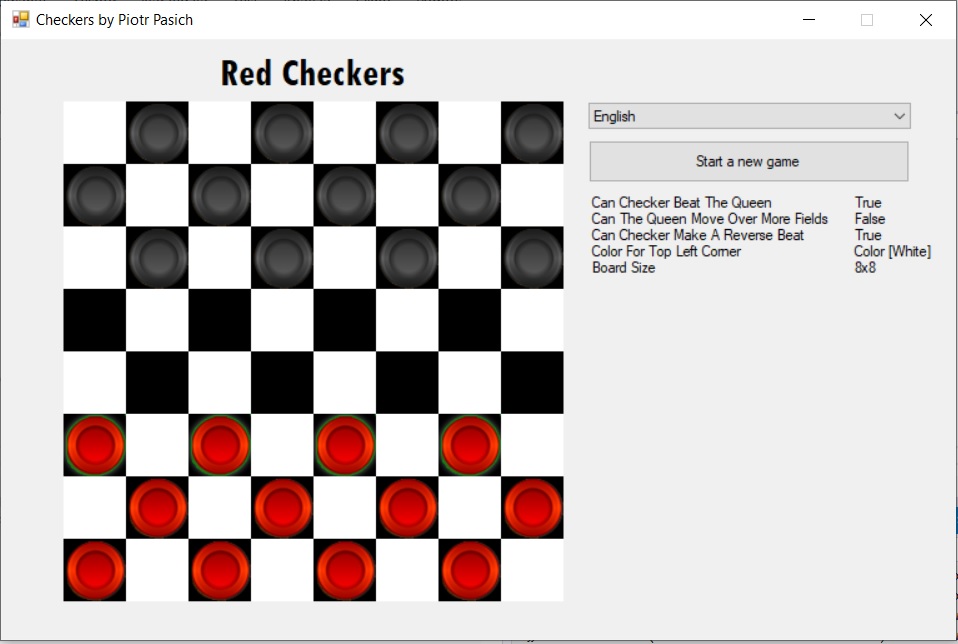 Checkers by Piotr Pasich
Red Checkers
English
Start a new game
Can Checker Beat The Queen True
Can The Queen Move Over More Fields False
Can Checker Make A Reverse Beat True
Color For Top Left Corner Color [White]
Board Size 8x8